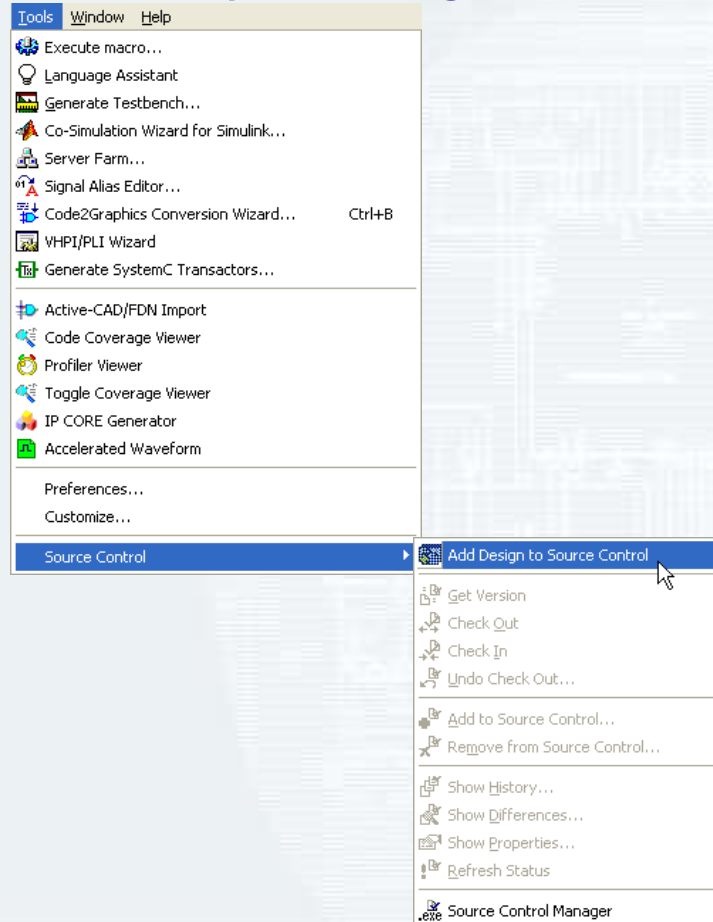 Tools Window Help
Execute macro...
Language Assistant
Generate Testbench...
Co-Simulation Wizard for Simulink...
Server Farm...
Signal Alias Editor...
Code2Graphics Conversion Wizard... Ctrl+B
VHPI/PLI Wizard
Generate SystemC Transactors...
Active-CAD/FDN Import
Code Coverage Viewer
Profiler Viewer
Toggle Coverage Viewer
IP CORE Generator
Accelerated Waveform
Preferences...
Customize...
Source Control
Add Design to Source Control
Get Version
Check Out
Check In
Undo Check Out...
Add to Source Control...
Remove from Source Control...
Show History...
Show Differences...
Show Properties...
Refresh Status
.exe Source Control Manager